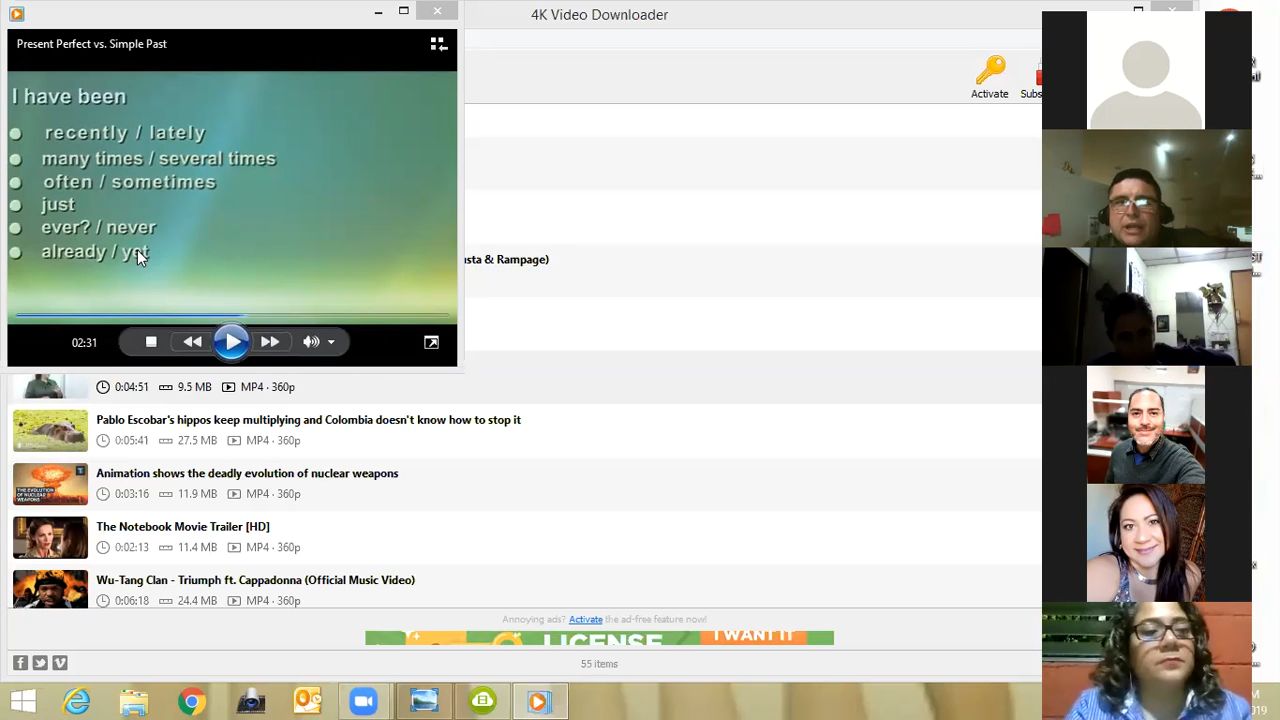 4K Video Downloader
Present Perfect vs. Simple Past
I have been
recently / lately
many times / several times
often / sometimes
just
ever? / never
already / yet
02:31
Activate
Subs
usta & Rampage)
0:04:51 9.5 MB MP4 · 360p
Pablo Escobar's hippos keep multiplying and Colombia doesn't know how to stop it
0:05:41 27.5 MB MP4 · 360p
Animation shows the deadly evolution of nuclear weapons
0:03:16 11.9 MB MP4 · 360p
The Notebook Movie Trailer [HD]
0:02:13 11.4 MB MP4 · 360p
Wu-Tang Clan - Triumph ft. Cappadonna (Official Music Video)
0:06:18 24.4 MB MP4 · 360p
Annoying ads? Activate the ad-free feature now!
LICENSE I WANT IT
55 items